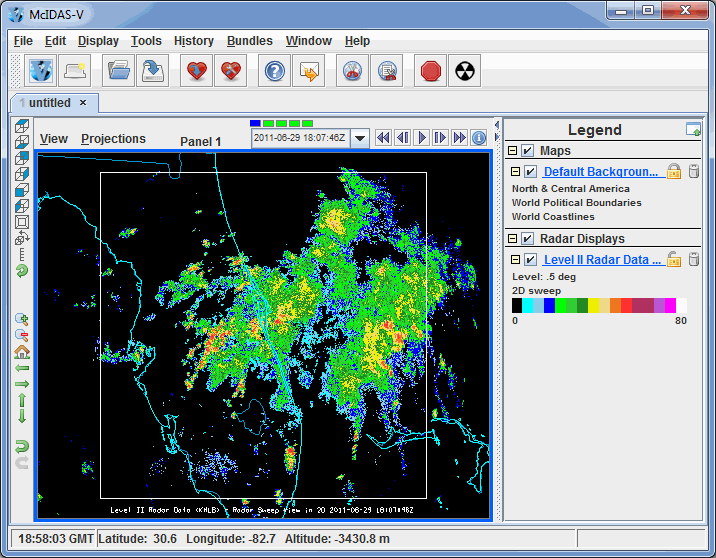 McIDAS-V
File Edit Display Tools History Bundles Window Help
1 untitled ×
View Projections Panel 1 2011-06-29 18:07:46Z
Legend
Maps
Default Backgroun...
North & Central America
World Political Boundaries
World Coastlines
Radar Displays
Level II Radar Data ...
Level: .5 deg
2D sweep
0 80
Level II Radar Data (KMLB) Radar Sweep View in 2D 2011-06-29 18:07:46Z
18:58:03 GMT Latitude: 30.6 Longitude: -82.7 Altitude: -3430.8 m